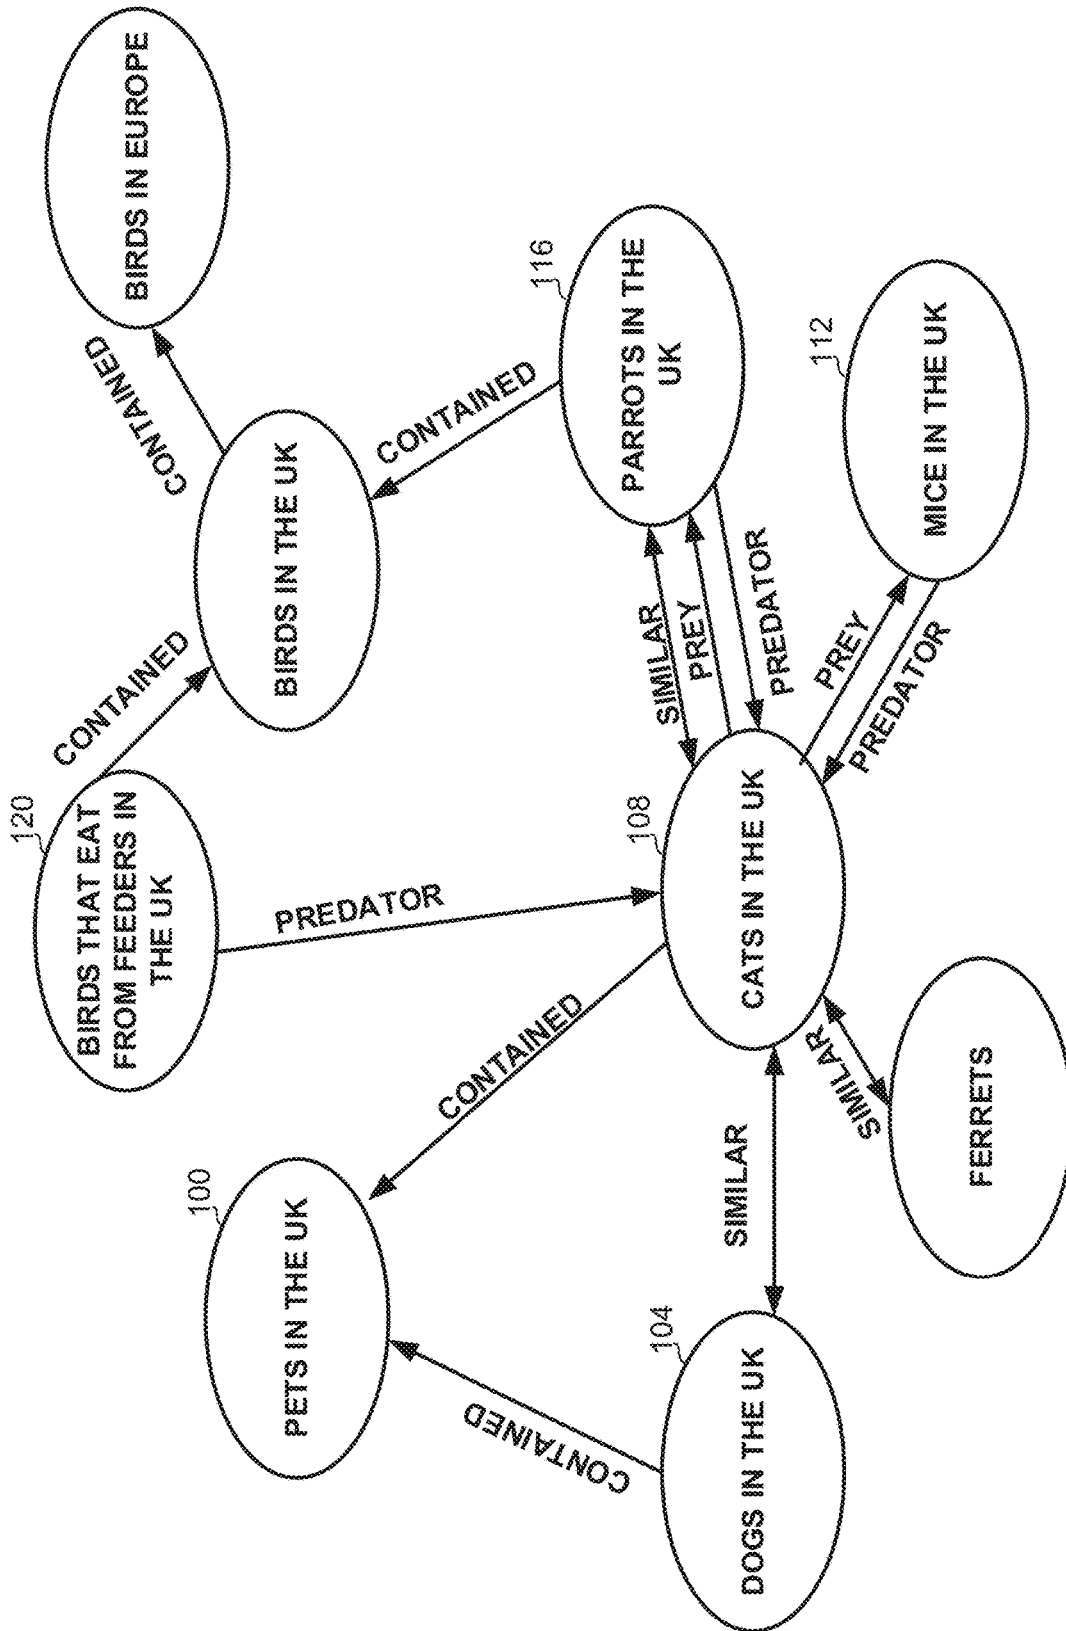 100
PETS IN THE UK
120
BIRDS THAT EAT
FROM FEEDERS IN
THE UK
CONTAINED
BIRDS IN THE UK
CONTAINED
BIRDS IN EUROPE
CONTAINED
CONTAINED
PREDATOR
CONTAINED
104
DOGS IN THE UK
SIMILAR
108
CATS IN THE UK
SIMILAR
PREY
PREDATOR
116
PARROTS IN THE
UK
SIMILAR
FERRETS
PREY
PREDATOR
112
MICE IN THE UK